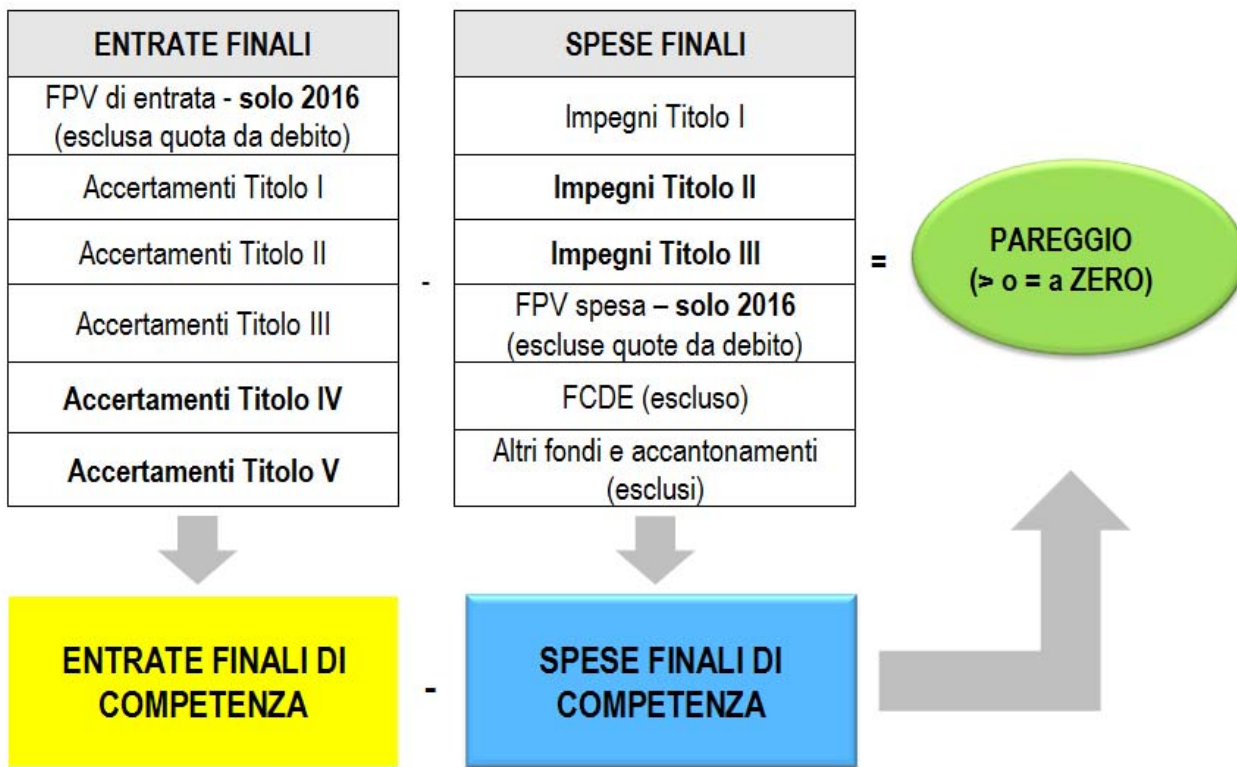 ENTRATE FINALI
FPV di entrata - solo 2016
(esclusa quota da debito)
Accertamenti Titolo I
Accertamenti Titolo II
Accertamenti Titolo III
Accertamenti Titolo IV
Accertamenti Titolo V
-
SPESE FINALI
Impegni Titolo I
Impegni Titolo II
Impegni Titolo III
FPV spesa – solo 2016
(escluse quote da debito)
FCDE (escluso)
Altri fondi e accantonamenti
(esclusi)
=
PAREGGIO
(> o = a ZERO)
ENTRATE FINALI DI
COMPETENZA
-
SPESE FINALI DI
COMPETENZA